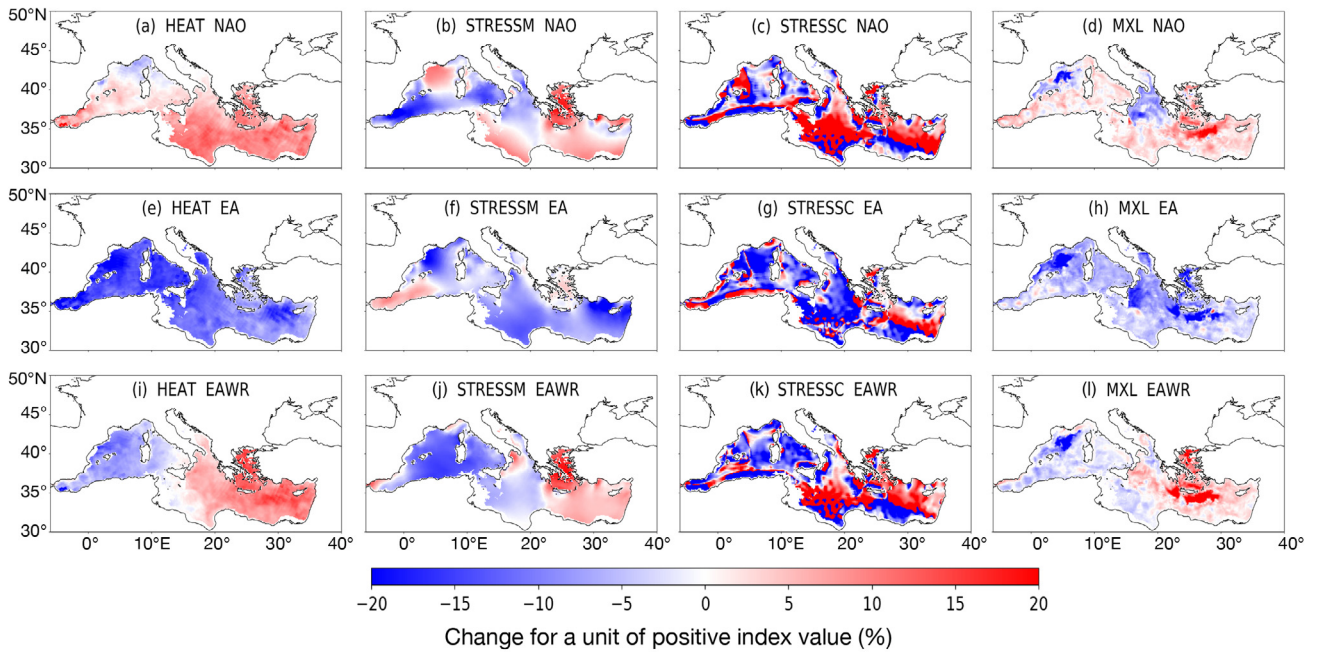 50°N
(a) HEAT NAO
(b) STRESSM NAO
(c) STRESSC NAO
(d) MXL NAO
45°
40°
35°
30°
50°N
(e) HEAT EA
(f) STRESSM EA
(g) STRESSC EA
(h) MXL EA
45°
40°
35°
30°
50°N
(i) HEAT EAWR
(j) STRESSM EAWR
(k) STRESSC EAWR
(l) MXL EAWR
45°
40°
35°
30°
0° 10°E 20° 30° 40° 0° 10°E 20° 30° 40° 0° 10°E 20° 30° 40° 0° 10°E 20° 30° 40°
−20 −15 −10 −5 0 5 10 15 20
Change for a unit of positive index value (%)